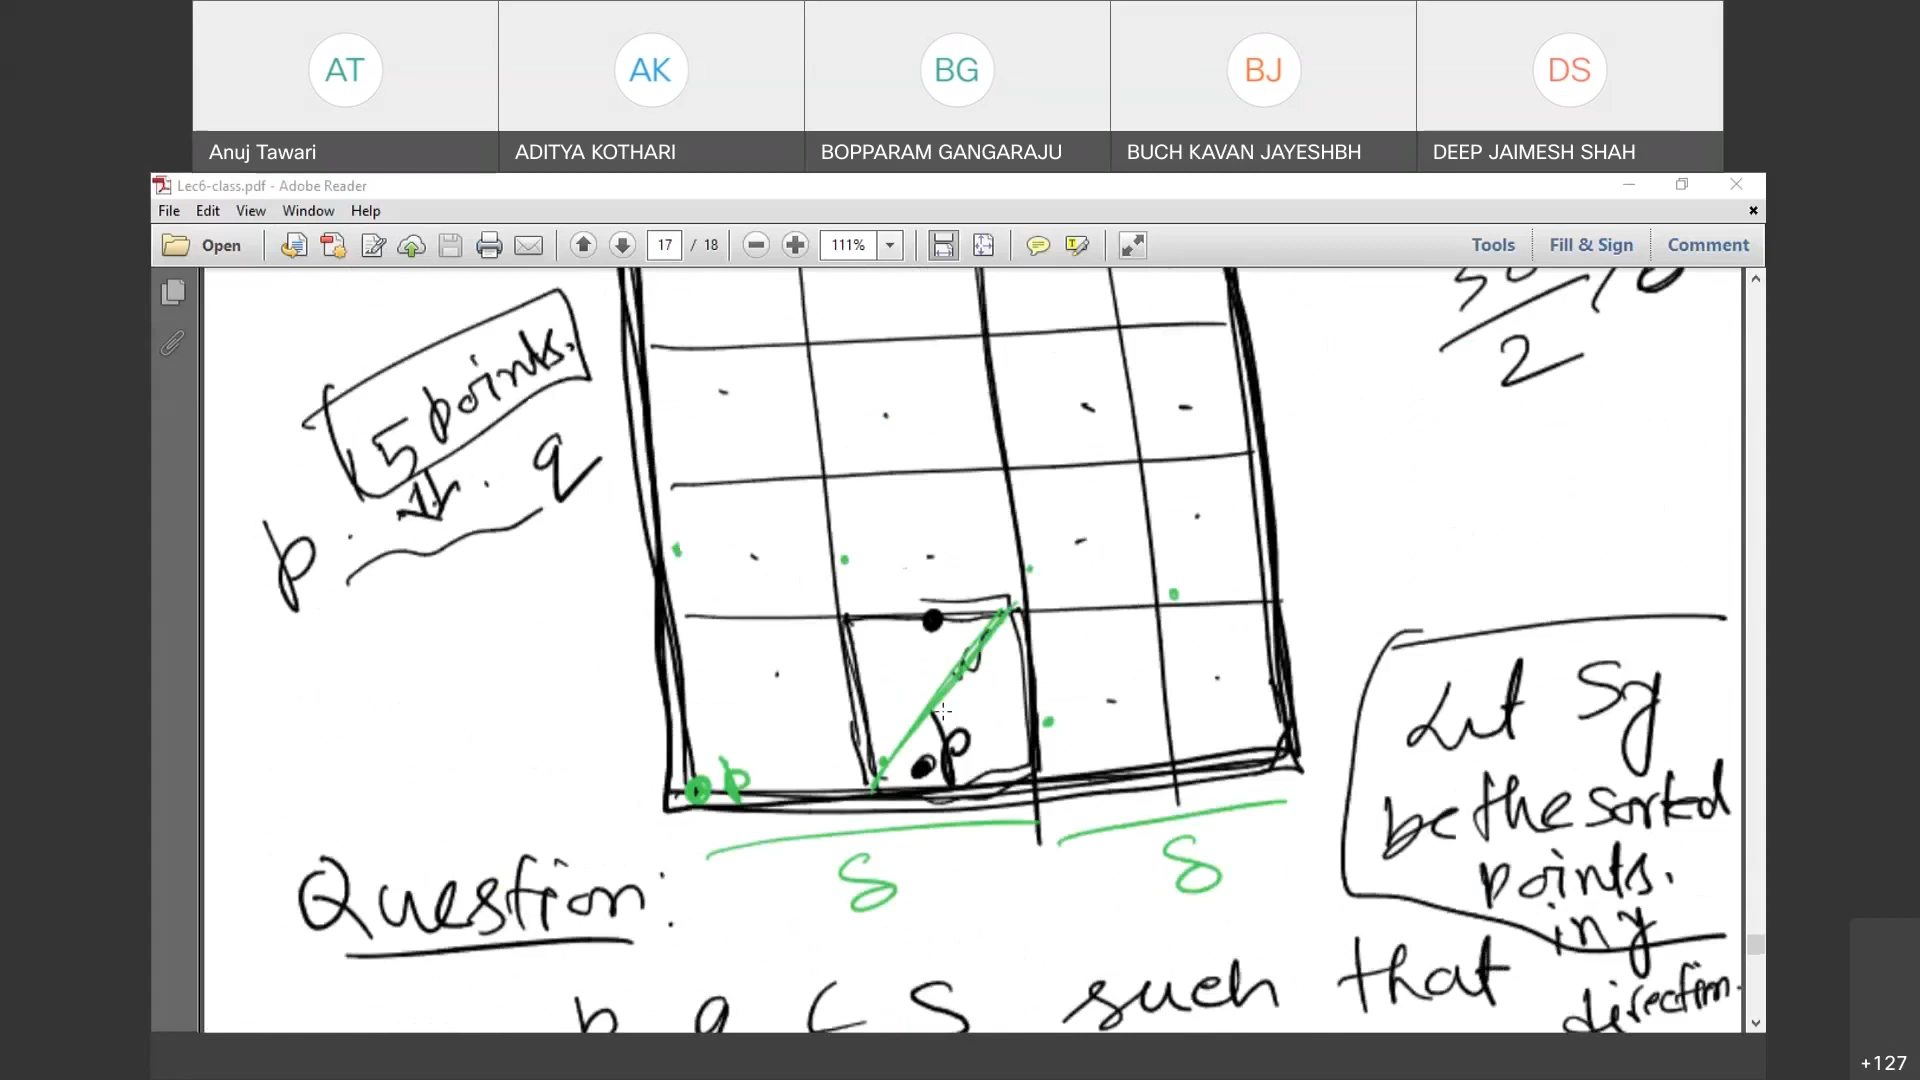 AT
AK
BG
BJ
DS
Anuj Tawari
ADITYA KOTHARI
BOPPARAM GANGARAJU
BUCH KAVAN JAYESHBH
DEEP JAIMESH SHAH
Lec6-class.pdf - Adobe Reader
File Edit View Window Help
Open
17 / 18
111%
Tools
Fill & Sign
Comment
5 points.
p
q
2
p
p
δ
δ
Let Sy
be the sorted
points.
in y
direction.
Question:
such that
+127